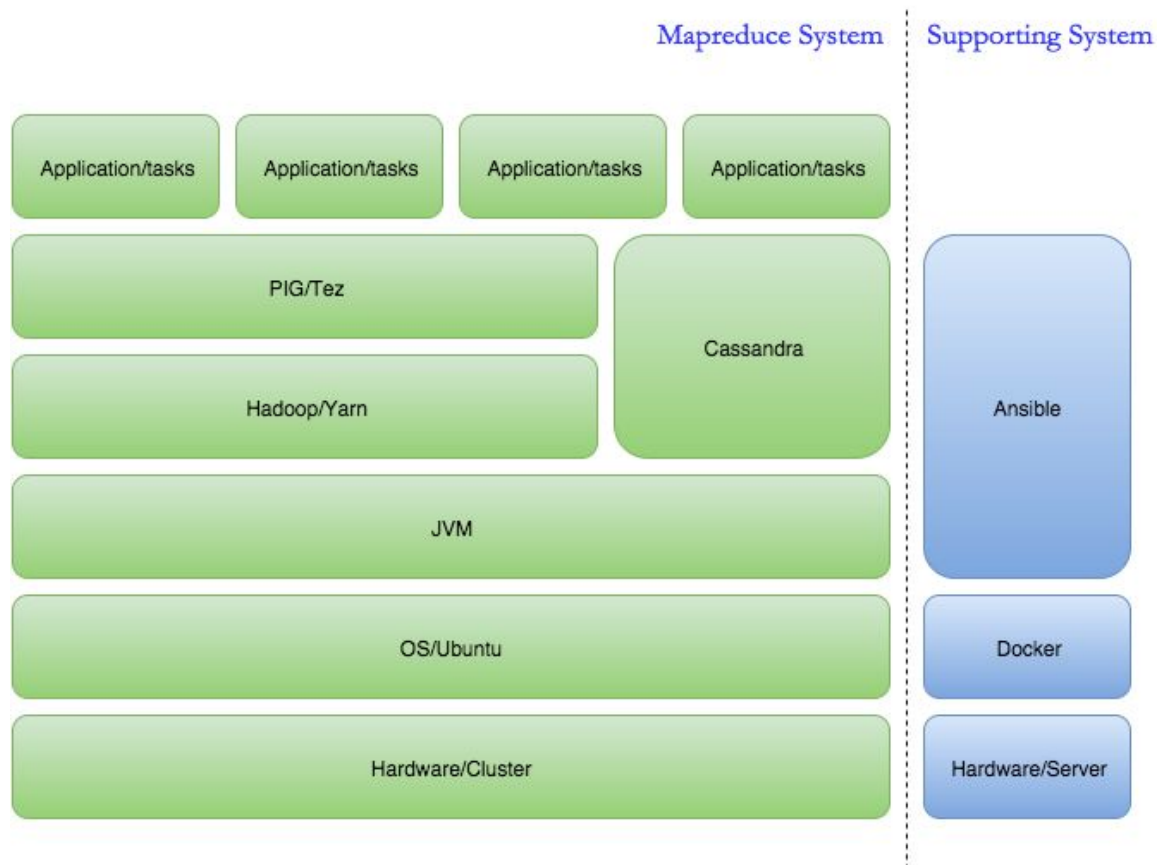 Mapreduce System
Supporting System
Application/tasks
Application/tasks
Application/tasks
Application/tasks
PIG/Tez
Cassandra
Ansible
Hadoop/Yarn
JVM
OS/Ubuntu
Docker
Hardware/Cluster
Hardware/Server